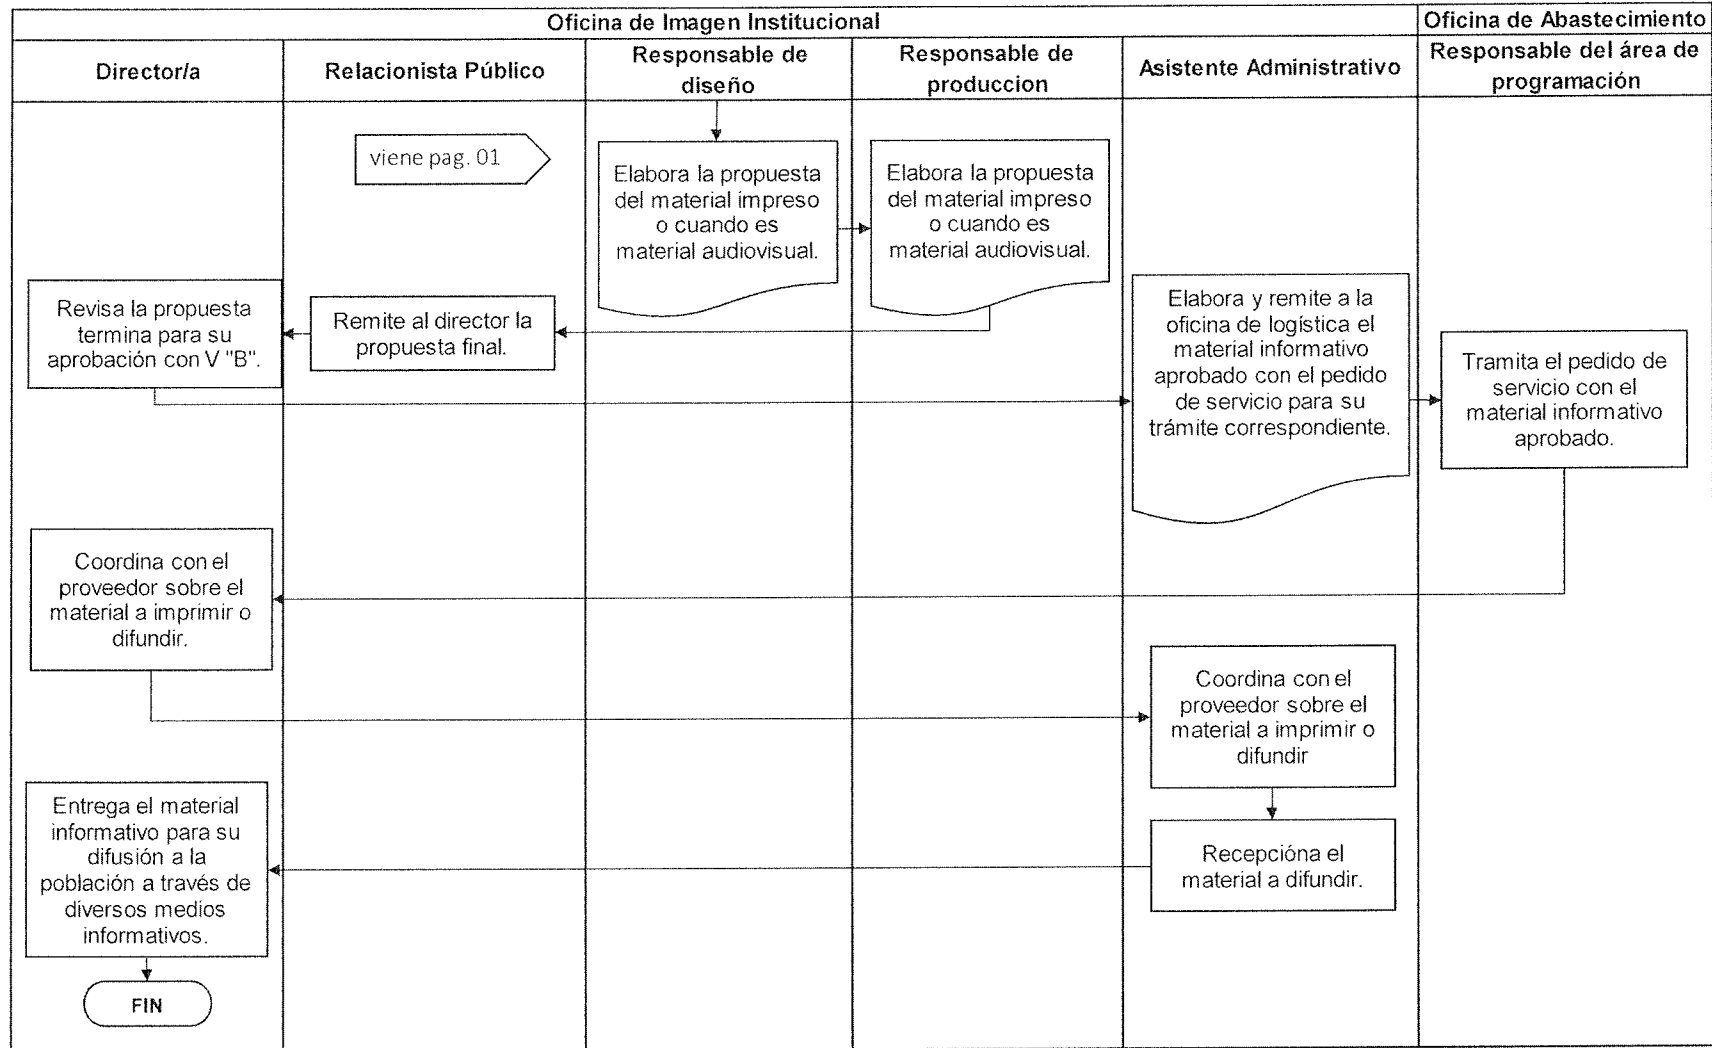 Oficina de Imagen Institucional
Oficina de Abastecimiento
Director/a
Relacionista Público
Responsable de
diseño
Responsable de
produccion
Asistente Administrativo
Responsable del área de
programación
viene pag. 01
Elabora la propuesta
del material impreso
o cuando es
material audiovisual.
Elabora la propuesta
del material impreso
o cuando es
material audiovisual.
Remite al director la
propuesta final.
Revisa la propuesta
termina para su
aprobación con V "B".
Elabora y remite a la
oficina de logística el
material informativo
aprobado con el pedido
de servicio para su
trámite correspondiente.
Tramita el pedido de
servicio con el
material informativo
aprobado.
Coordina con el
proveedor sobre el
material a imprimir o
difundir.
Coordina con el
proveedor sobre el
material a imprimir o
difundir
Recepcióna el
material a difundir.
Entrega el material
informativo para su
difusión a la
población a través de
diversos medios
informativos.
FIN